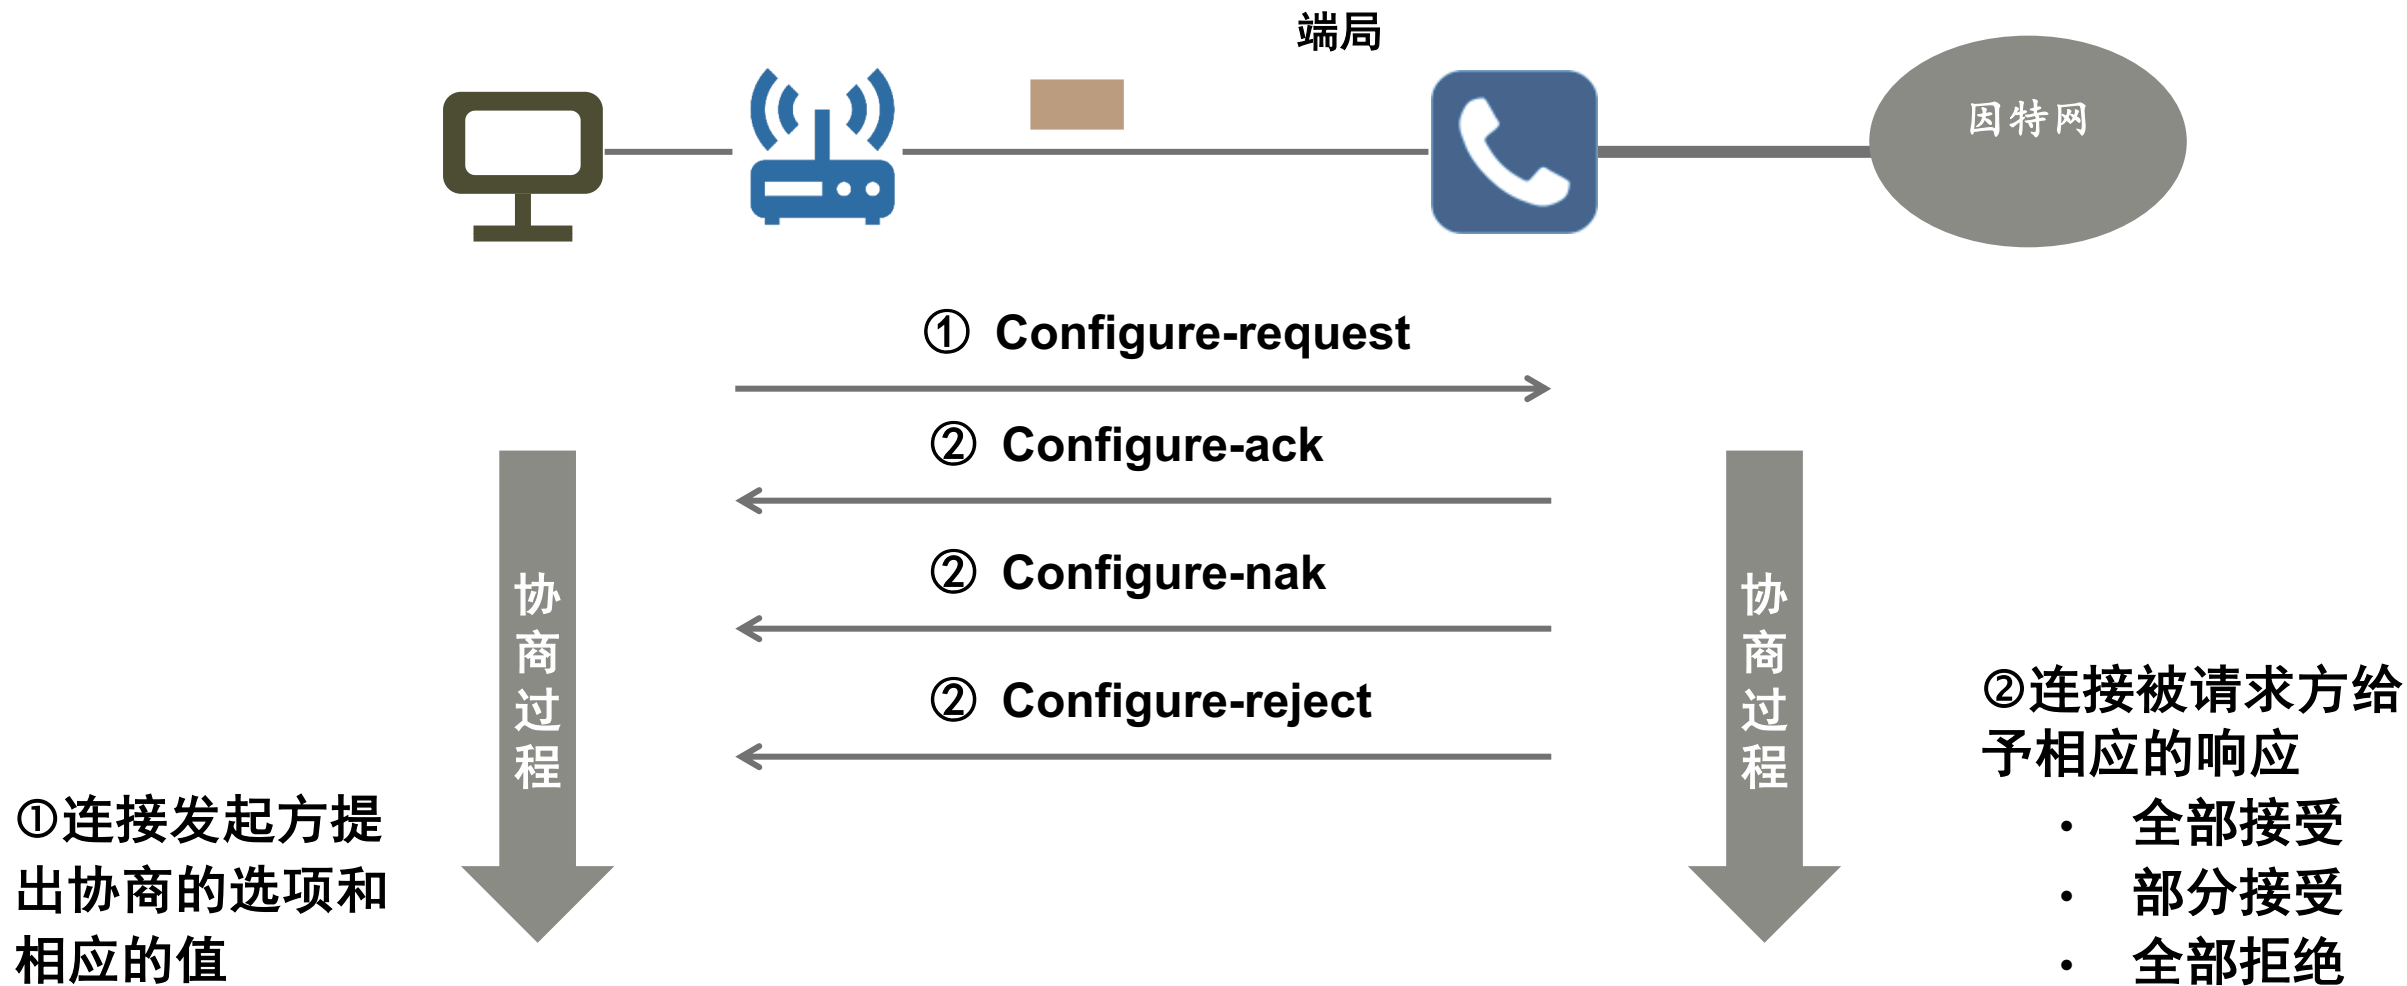 端局
因特网
① Configure-request
② Configure-ack
② Configure-nak
② Configure-reject
协
商
过
程
协
商
过
程
①连接发起方提
出协商的选项和
相应的值
②连接被请求方给
予相应的响应
• 全部接受
• 部分接受
• 全部拒绝